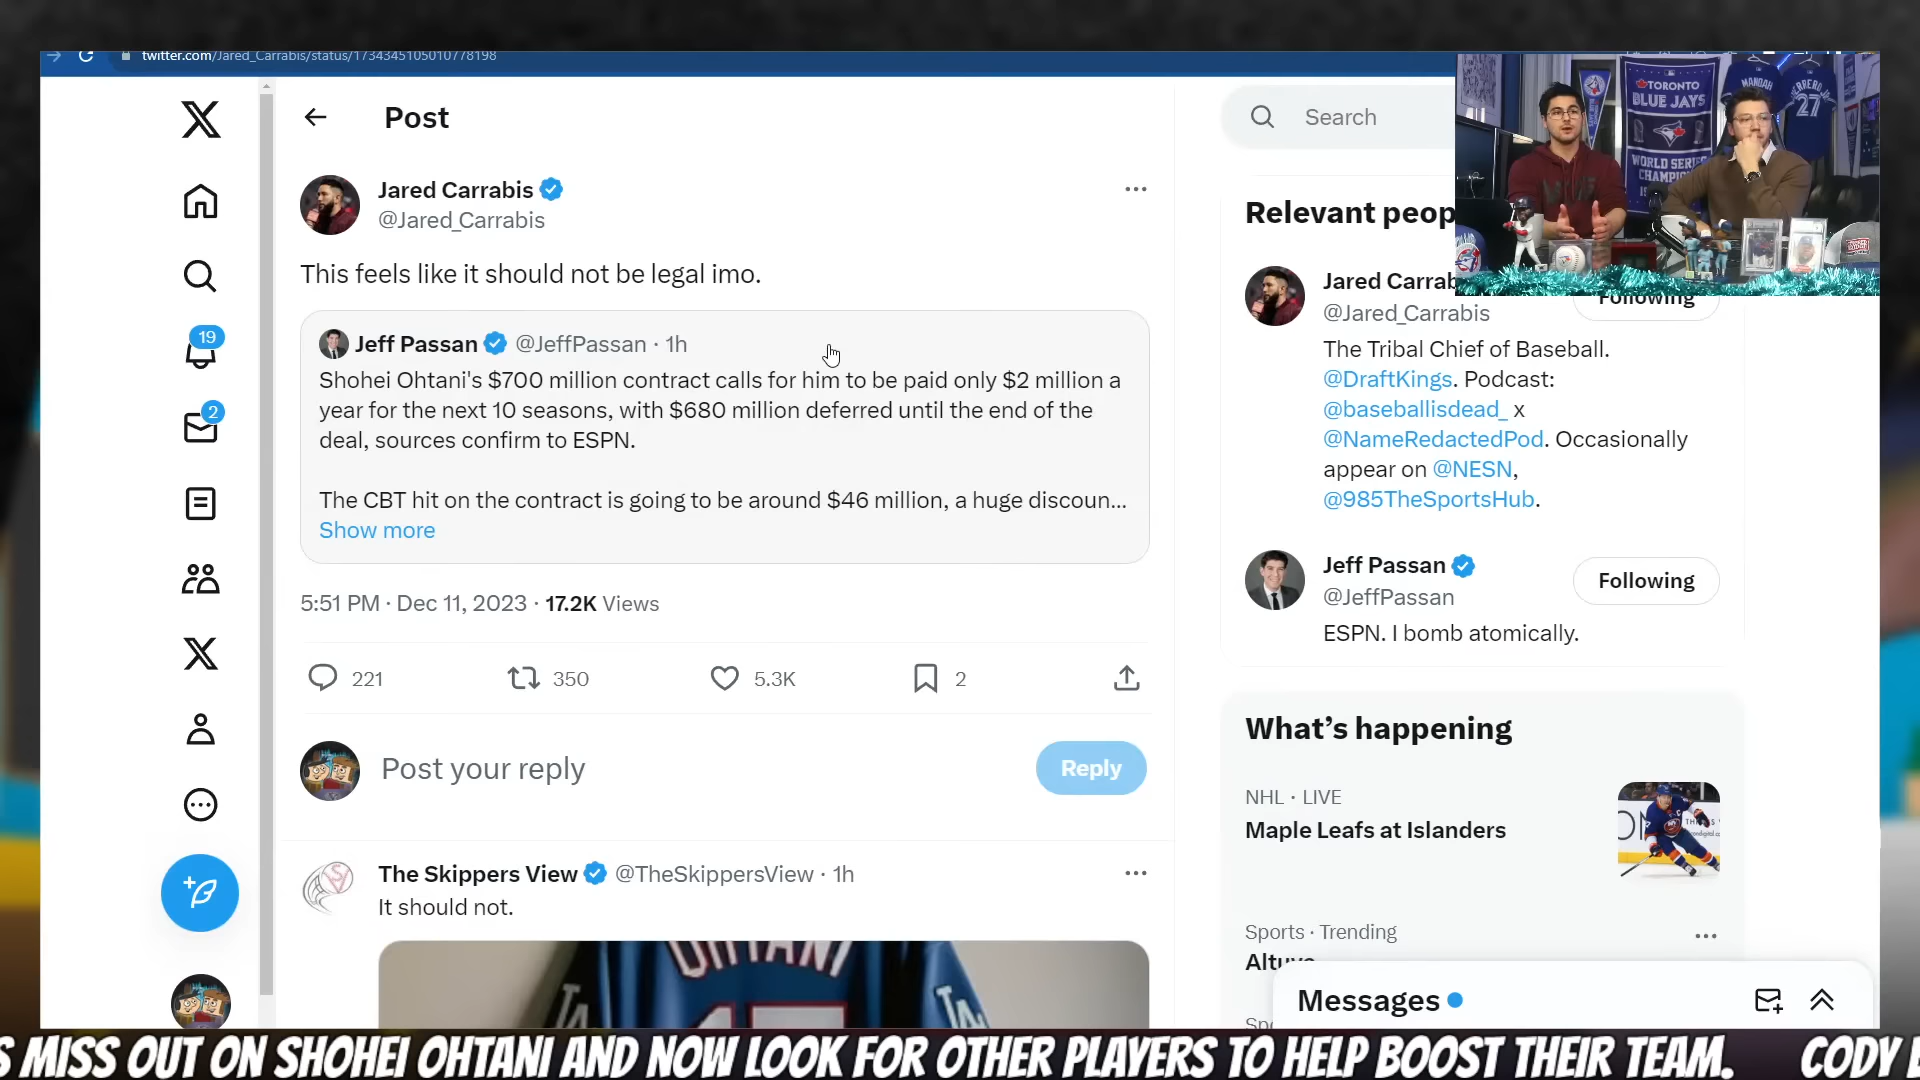 twitter.com/Jared_Carrabis/status/1734345105010778198
Post
Search
Jared Carrabis
@Jared_Carrabis
This feels like it should not be legal imo.
Jeff Passan @JeffPassan · 1h
Shohei Ohtani's $700 million contract calls for him to be paid only $2 million a
year for the next 10 seasons, with $680 million deferred until the end of the
deal, sources confirm to ESPN.
The CBT hit on the contract is going to be around $46 million, a huge discoun...
Show more
5:51 PM · Dec 11, 2023 · 17.2K Views
221 350 5.3K 2
Post your reply
Reply
The Skippers View @TheSkippersView · 1h
It should not.
OHTANI
LA
LA
19
2
TORONTO
BLUE JAYS
WORLD SERIES
MANOAH
27
Relevant peop
Jared Carrab
@Jared_Carrabis
Following
The Tribal Chief of Baseball.
@DraftKings. Podcast:
@baseballisdead_ x
@NameRedactedPod. Occasionally
appear on @NESN,
@985TheSportsHub.
Jeff Passan
@JeffPassan
Following
ESPN. I bomb atomically.
What's happening
NHL · LIVE
Maple Leafs at Islanders
Sports · Trending
Altuve
Messages
S MISS OUT ON SHOHEI OHTANI AND NOW LOOK FOR OTHER PLAYERS TO HELP BOOST THEIR TEAM. CODY